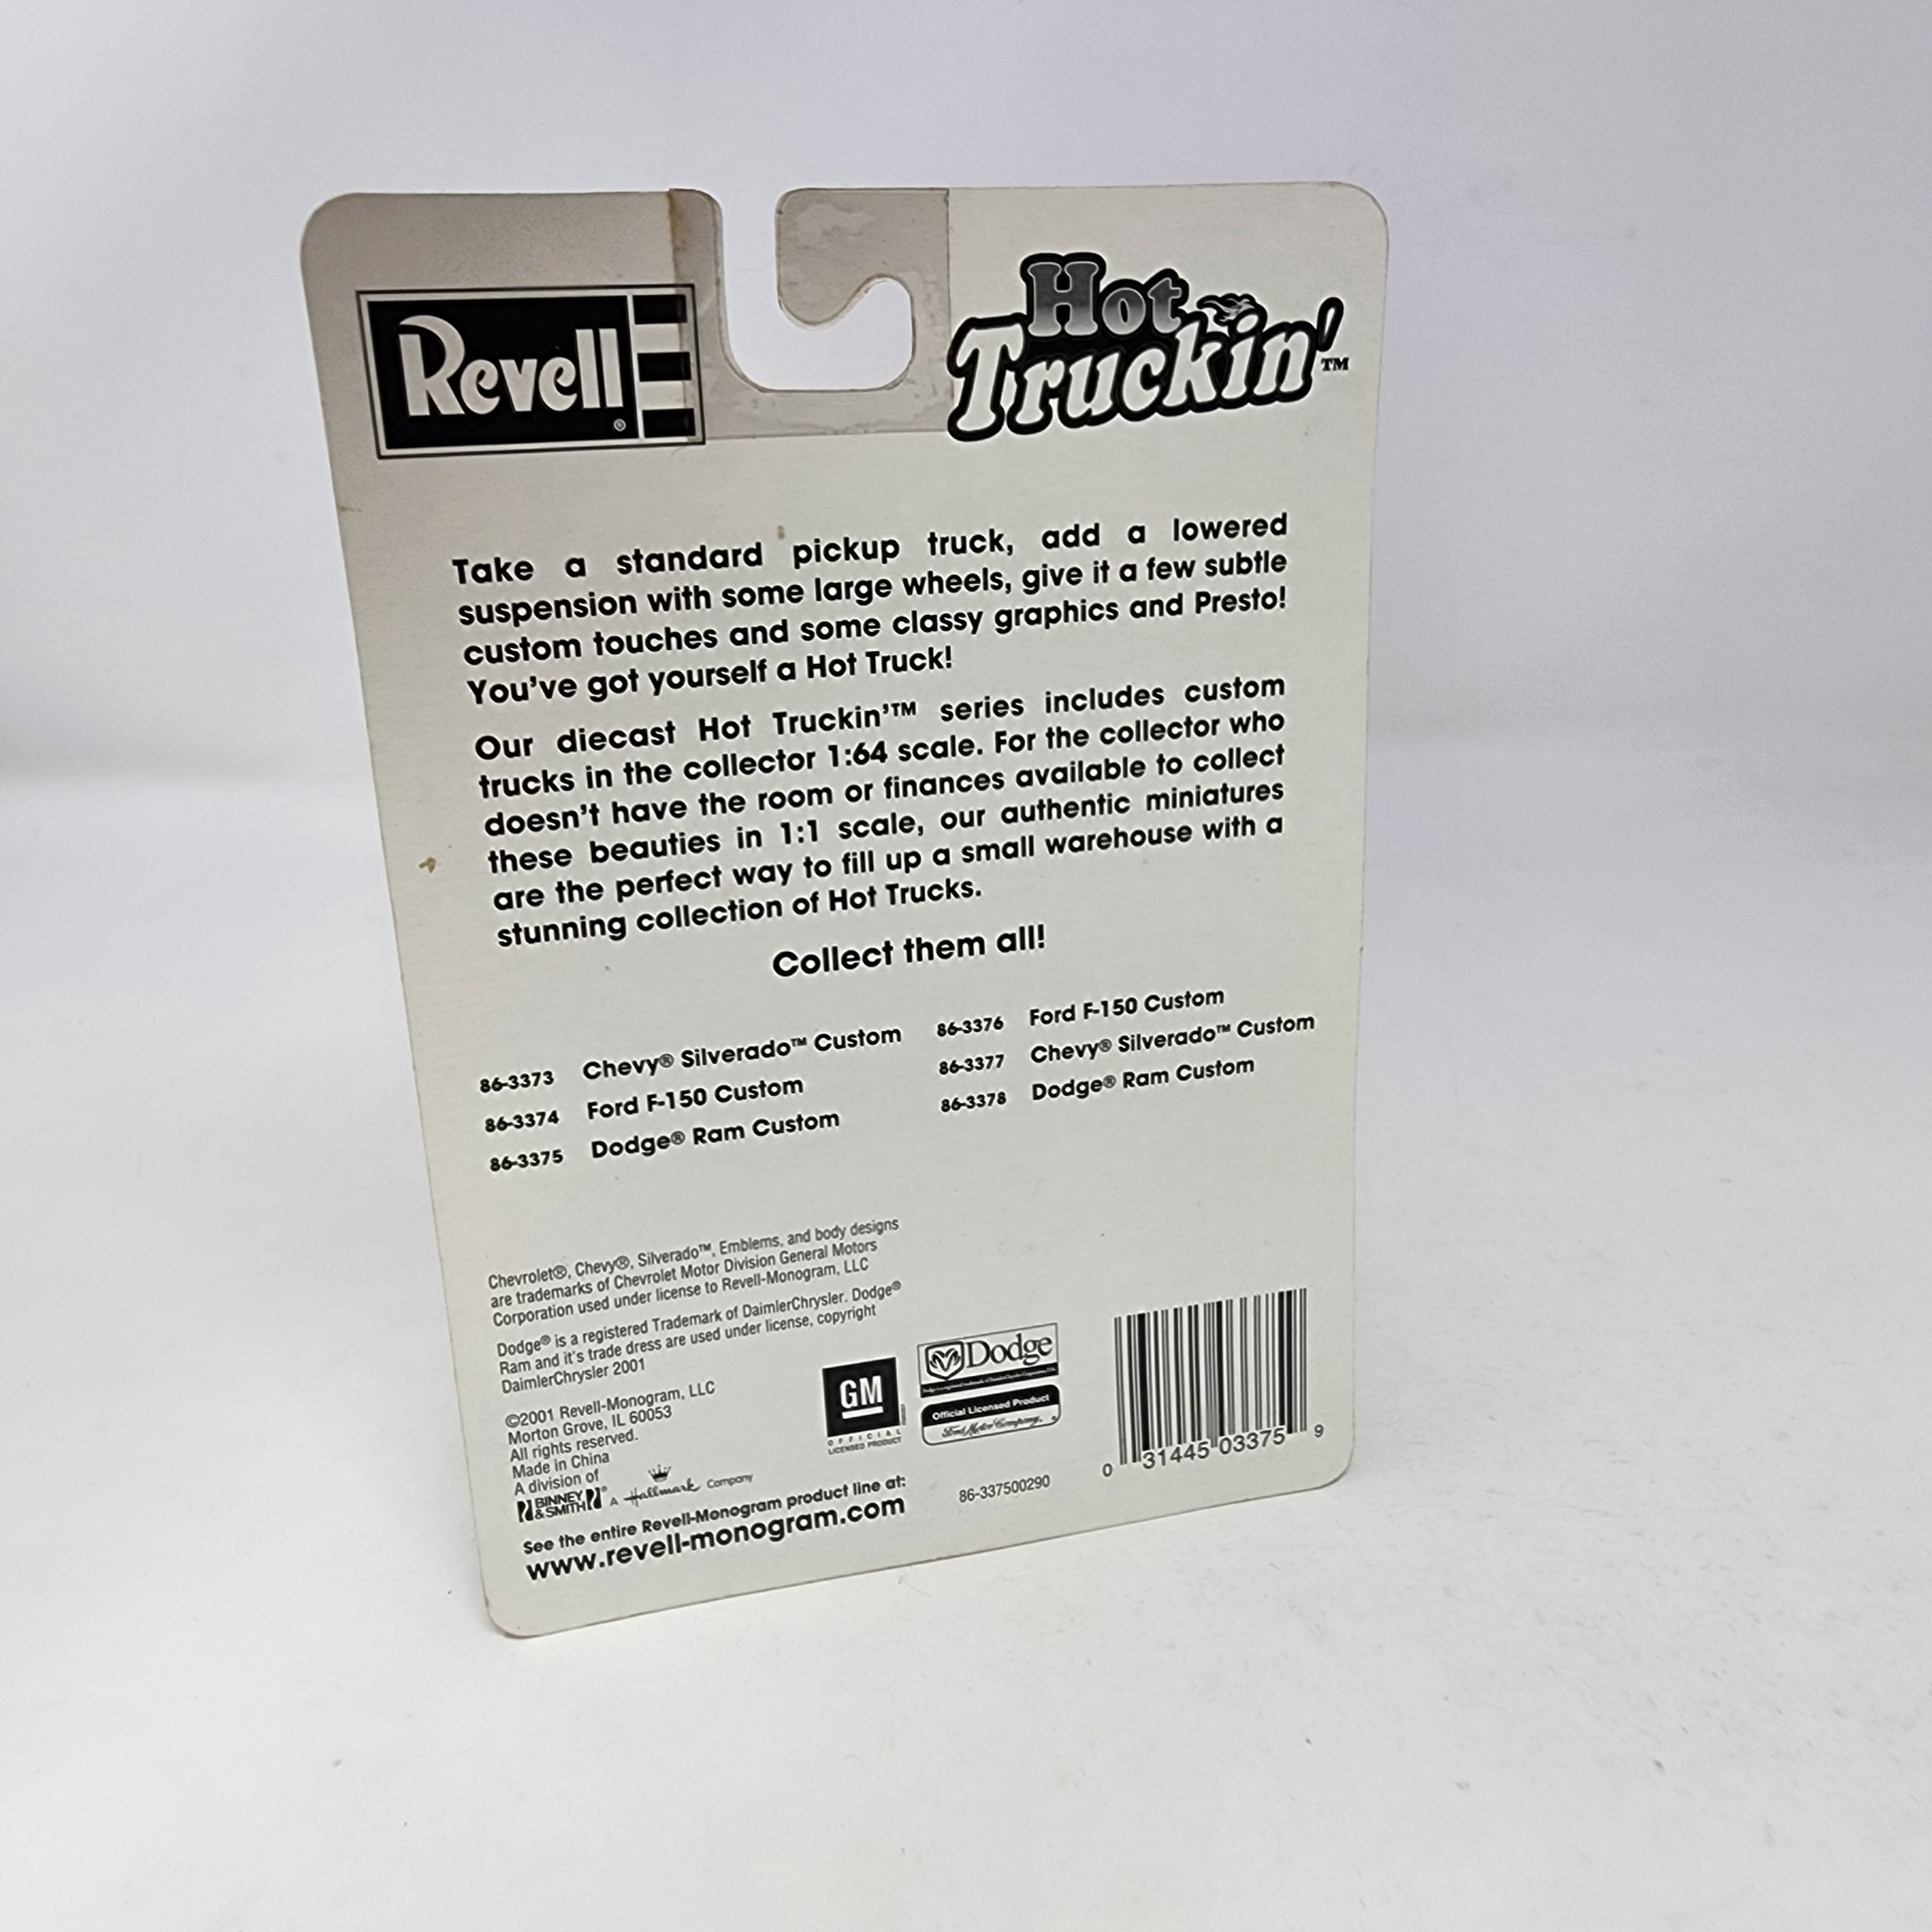 Revell®
Hot
Truckin'™
Take a standard pickup truck, add a lowered
suspension with some large wheels, give it a few subtle
custom touches and some classy graphics and Presto!
You've got yourself a Hot Truck!
Our diecast Hot Truckin'™ series includes custom
trucks in the collector 1:64 scale. For the collector who
doesn't have the room or finances available to collect
these beauties in 1:1 scale, our authentic miniatures
are the perfect way to fill up a small warehouse with a
stunning collection of Hot Trucks.
Collect them all!
86-3373 Chevy® Silverado™ Custom
86-3374 Ford F-150 Custom
86-3375 Dodge® Ram Custom
86-3376 Ford F-150 Custom
86-3377 Chevy® Silverado™ Custom
86-3378 Dodge® Ram Custom
Chevrolet®, Chevy®, Silverado™, Emblems, and body designs
are trademarks of Chevrolet Motor Division General Motors
Corporation used under license to Revell-Monogram, LLC
Dodge® is a registered Trademark of DaimlerChrysler. Dodge®
Ram and it's trade dress are used under license, copyright
DaimlerChrysler 2001
©2001 Revell-Monogram, LLC
Morton Grove, IL 60053
All rights reserved.
Made in China
A division of
BINNEY
& SMITH® A Hallmark Company
See the entire Revell-Monogram product line at:
www.revell-monogram.com
GM
OFFICIAL
LICENSED PRODUCT
Dodge
Official Licensed Product
Ford Motor Company
86-337500290
0 31445 03375 9